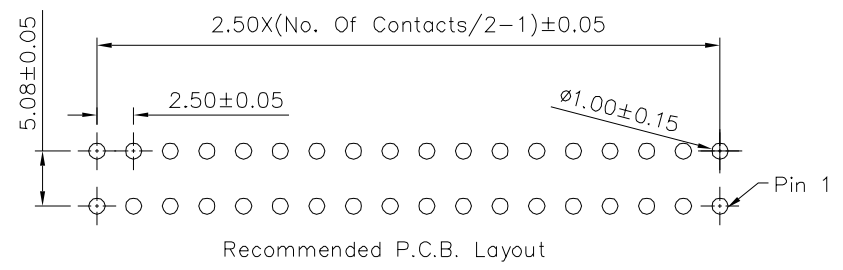 2.50X(No. Of Contacts/2-1)±0.05
5.08±0.05
2.50±0.05
ø1.00±0.15
Pin 1
Recommended P.C.B. Layout